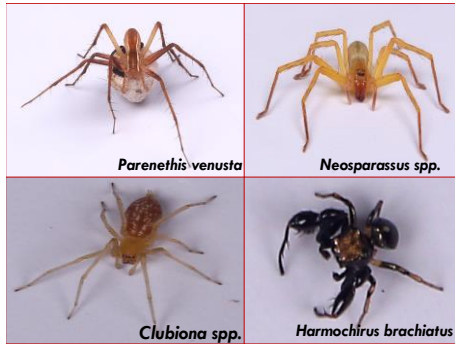 Parenethis venusta
Neosparassus spp.
Clubiona spp.
Harmochirus brachiatus